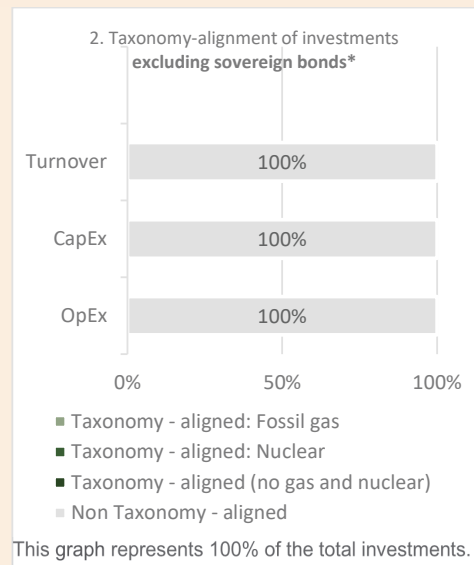 2. Taxonomy-alignment of investments
excluding sovereign bonds*
Turnover 100%
CapEx 100%
OpEx 100%
0% 50% 100%
Taxonomy - aligned: Fossil gas
Taxonomy - aligned: Nuclear
Taxonomy - aligned (no gas and nuclear)
Non Taxonomy - aligned
This graph represents 100% of the total investments.